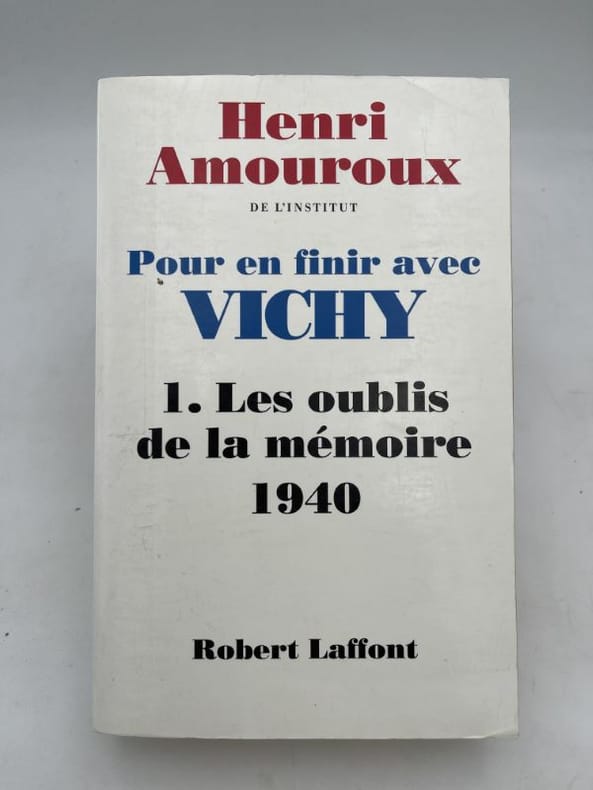 Henri
Amouroux
DE L'INSTITUT
Pour en finir avec
VICHY
1. Les oublis
de la mémoire
1940
Robert Laffont